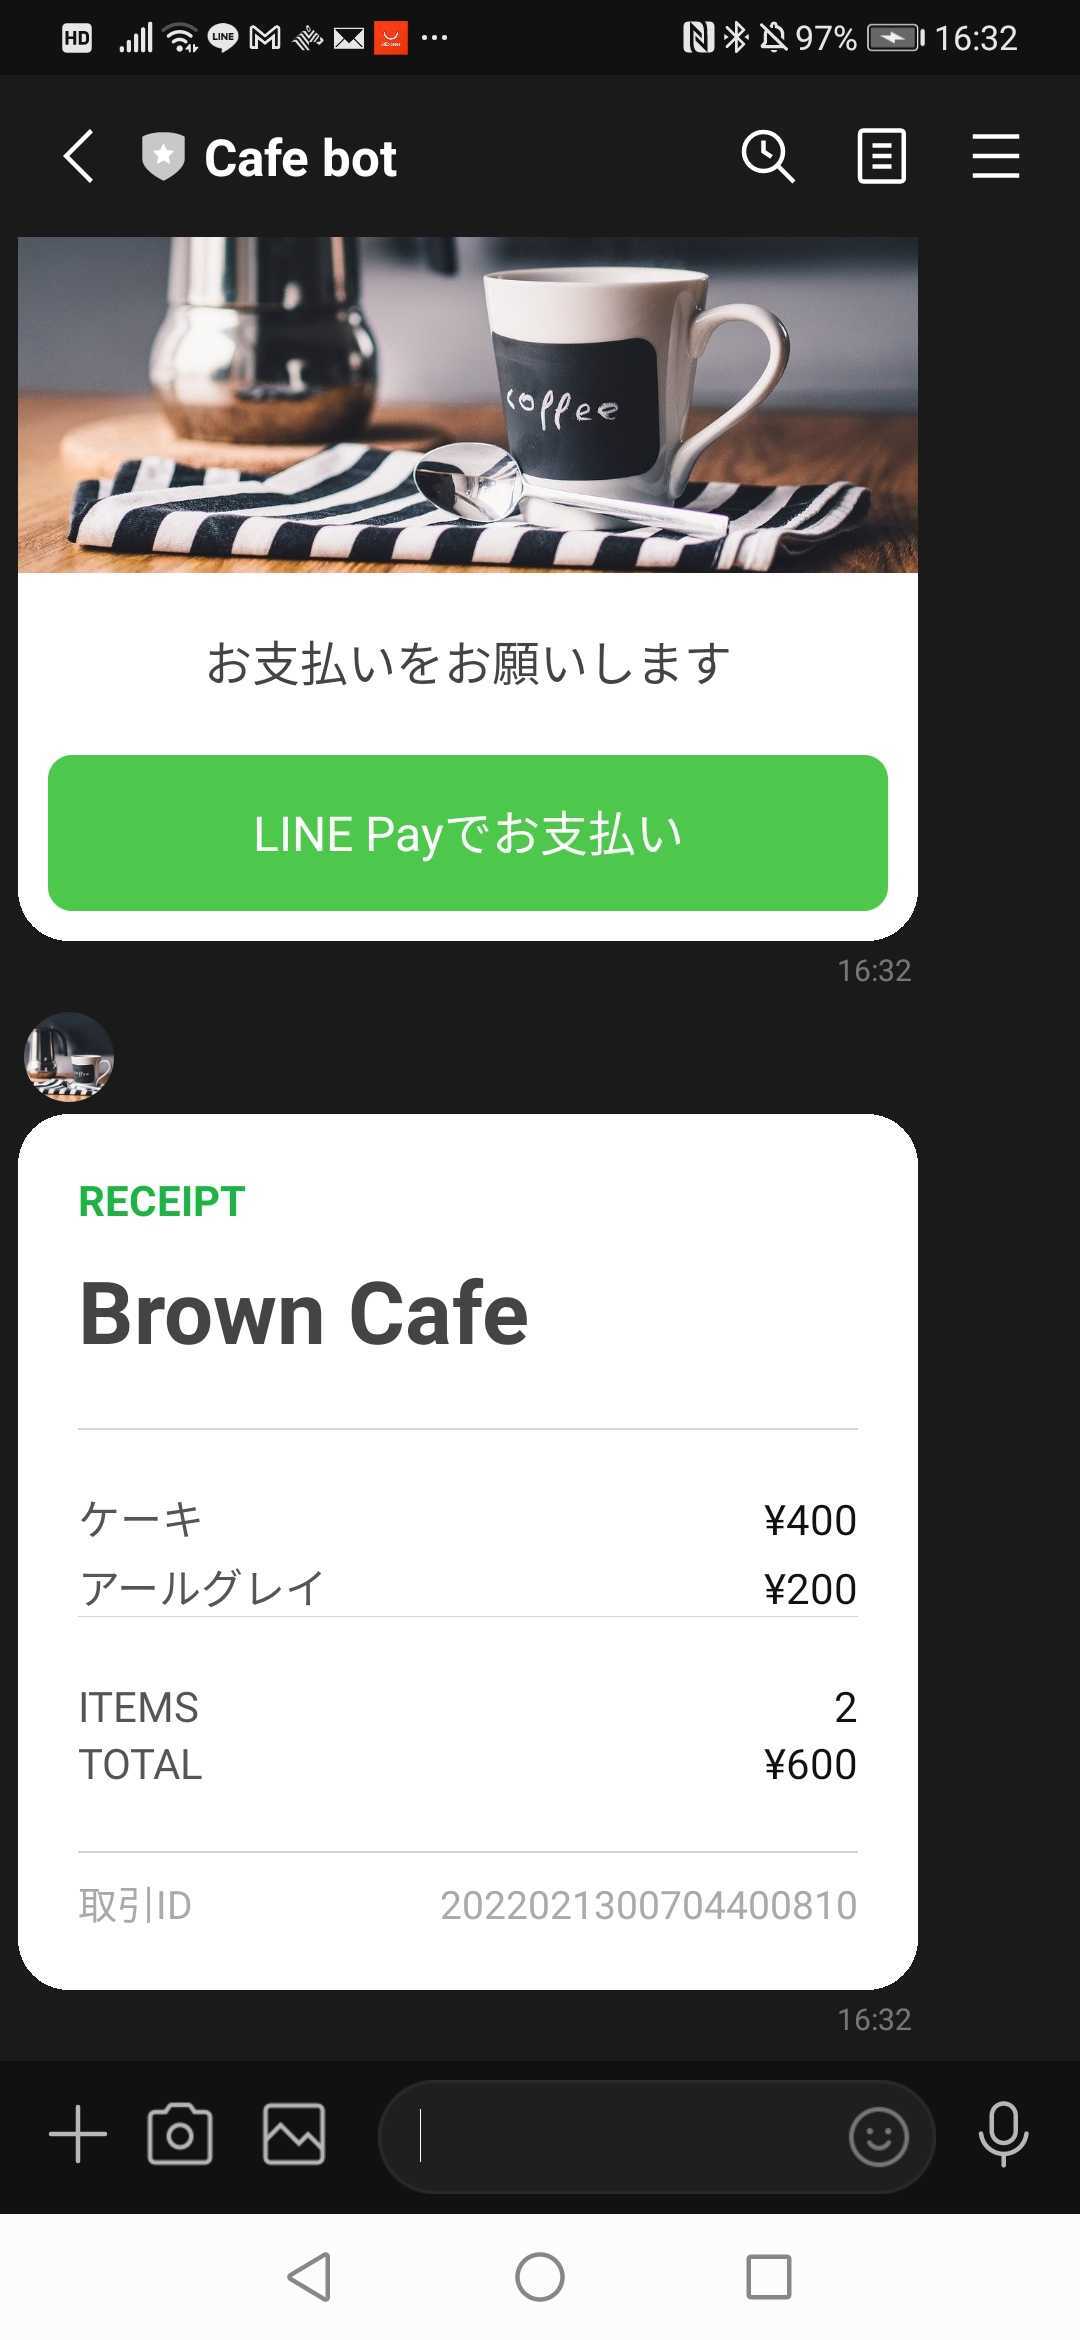 HD LINE 97% 16:32
Cafe bot
coffee
お支払いをお願いします
LINE Payでお支払い
16:32
RECEIPT
Brown Cafe
ケーキ ¥400
アールグレイ ¥200
ITEMS 2
TOTAL ¥600
取引ID 2022021300704400810
16:32